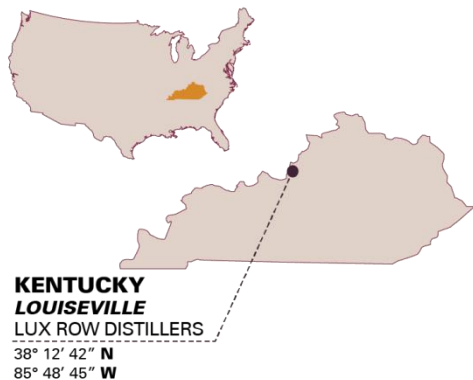 KENTUCKY
LOUISEVILLE
LUX ROW DISTILLERS
38° 12’ 42” N
85° 48’ 45” W